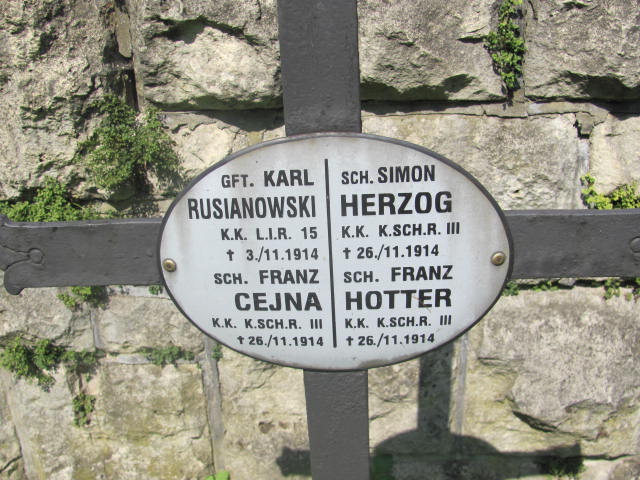 GFT. KARL
RUSIANOWSKI
K.K. L.I.R. 15
† 3./11.1914
SCH. FRANZ
CEJNA
K.K. K.SCH.R. III
† 26./11.1914
SCH. SIMON
HERZOG
K.K. K.SCH.R. III
† 26./11.1914
SCH. FRANZ
HOTTER
K.K. K.SCH.R. III
† 26./11.1914